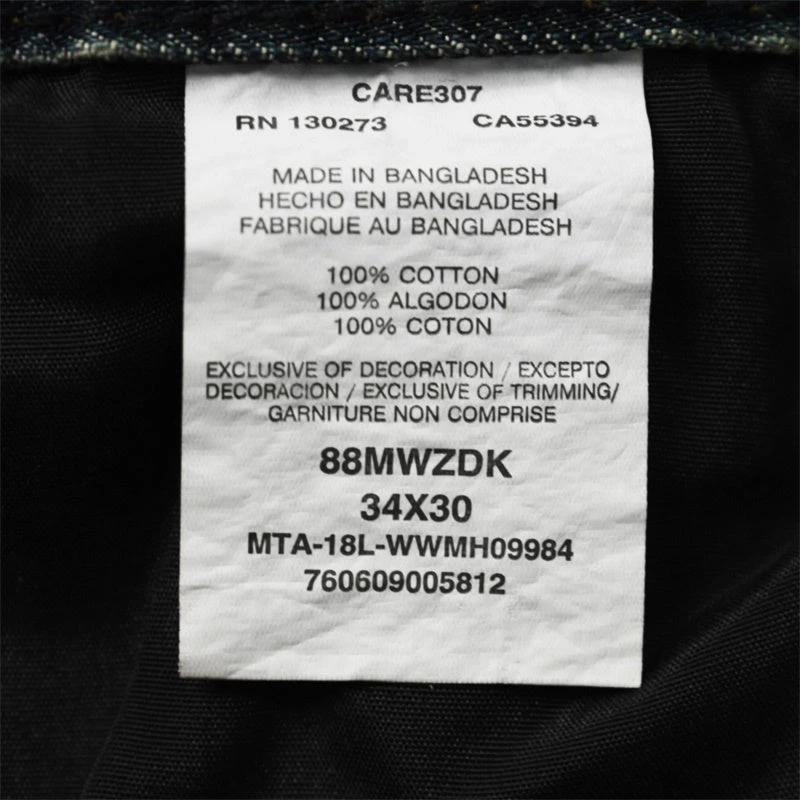 CARE307
RN 130273 CA55394
MADE IN BANGLADESH
HECHO EN BANGLADESH
FABRIQUE AU BANGLADESH
100% COTTON
100% ALGODON
100% COTON
EXCLUSIVE OF DECORATION / EXCEPTO
DECORACION / EXCLUSIVE OF TRIMMING/
GARNITURE NON COMPRISE
88MWZDK
34X30
MTA-18L-WWMH09984
760609005812